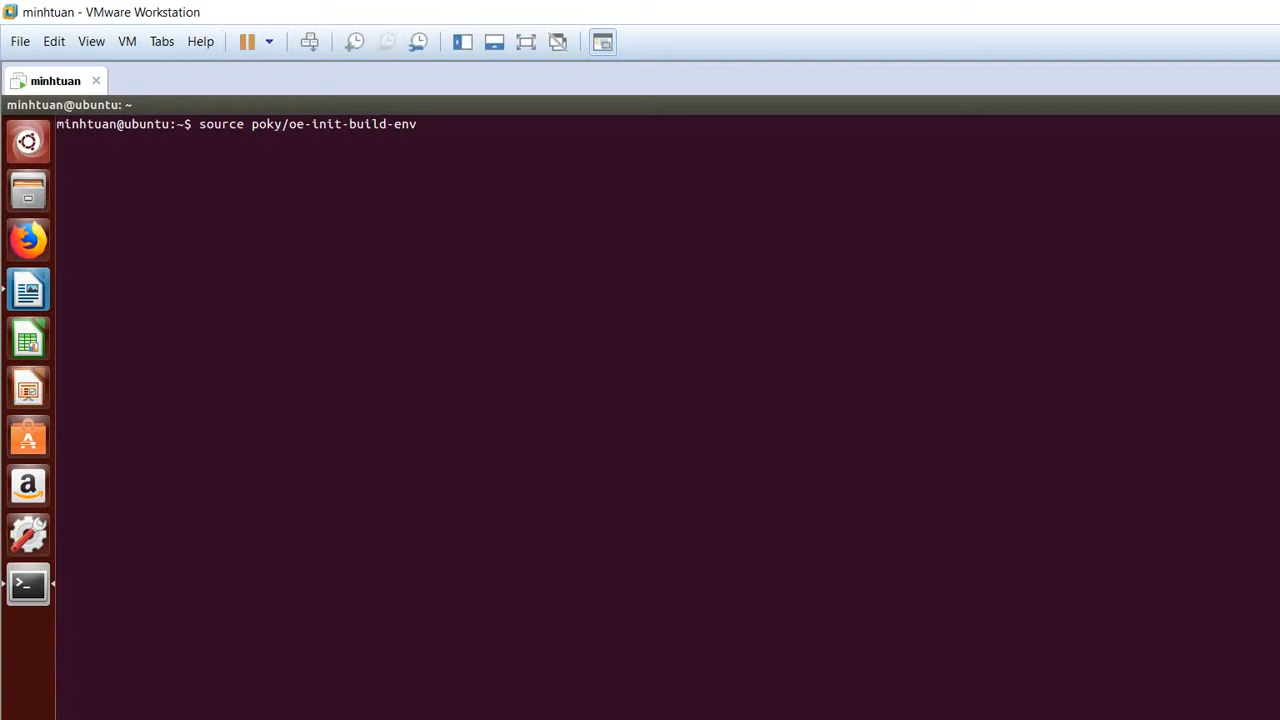 minhtuan - VMware Workstation
File Edit View VM Tabs Help
minhtuan
minhtuan@ubuntu: ~
minhtuan@ubuntu:~$ source poky/oe-init-build-env